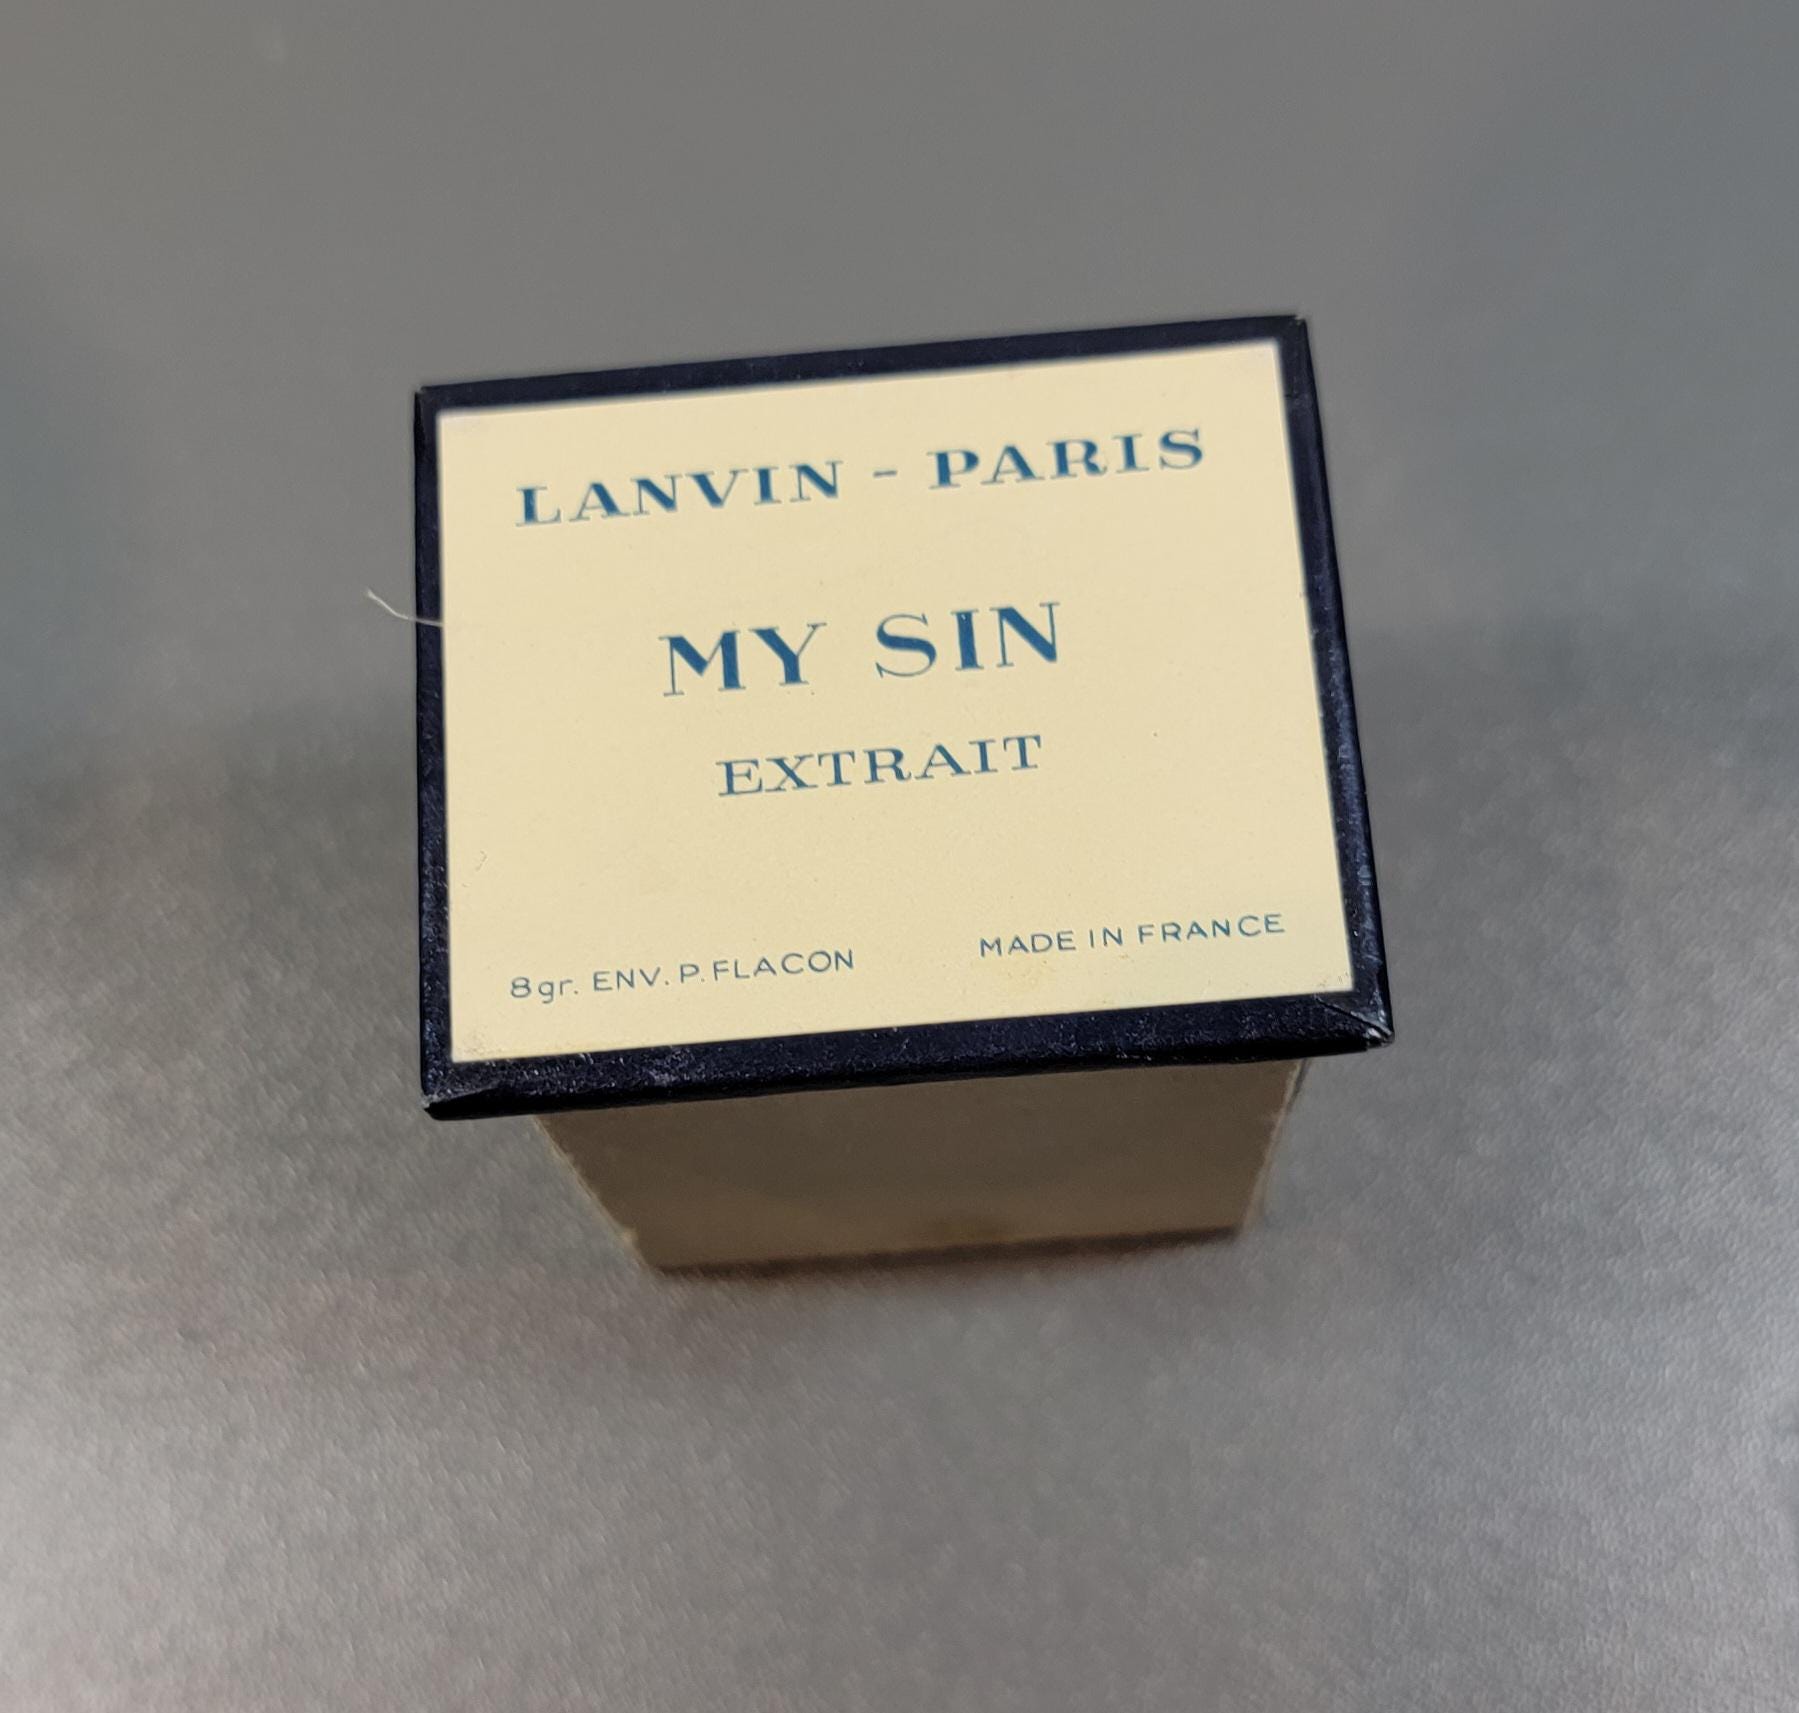 LANVIN - PARIS
MY SIN
EXTRAIT
8gr. ENV. P. FLACON
MADE IN FRANCE